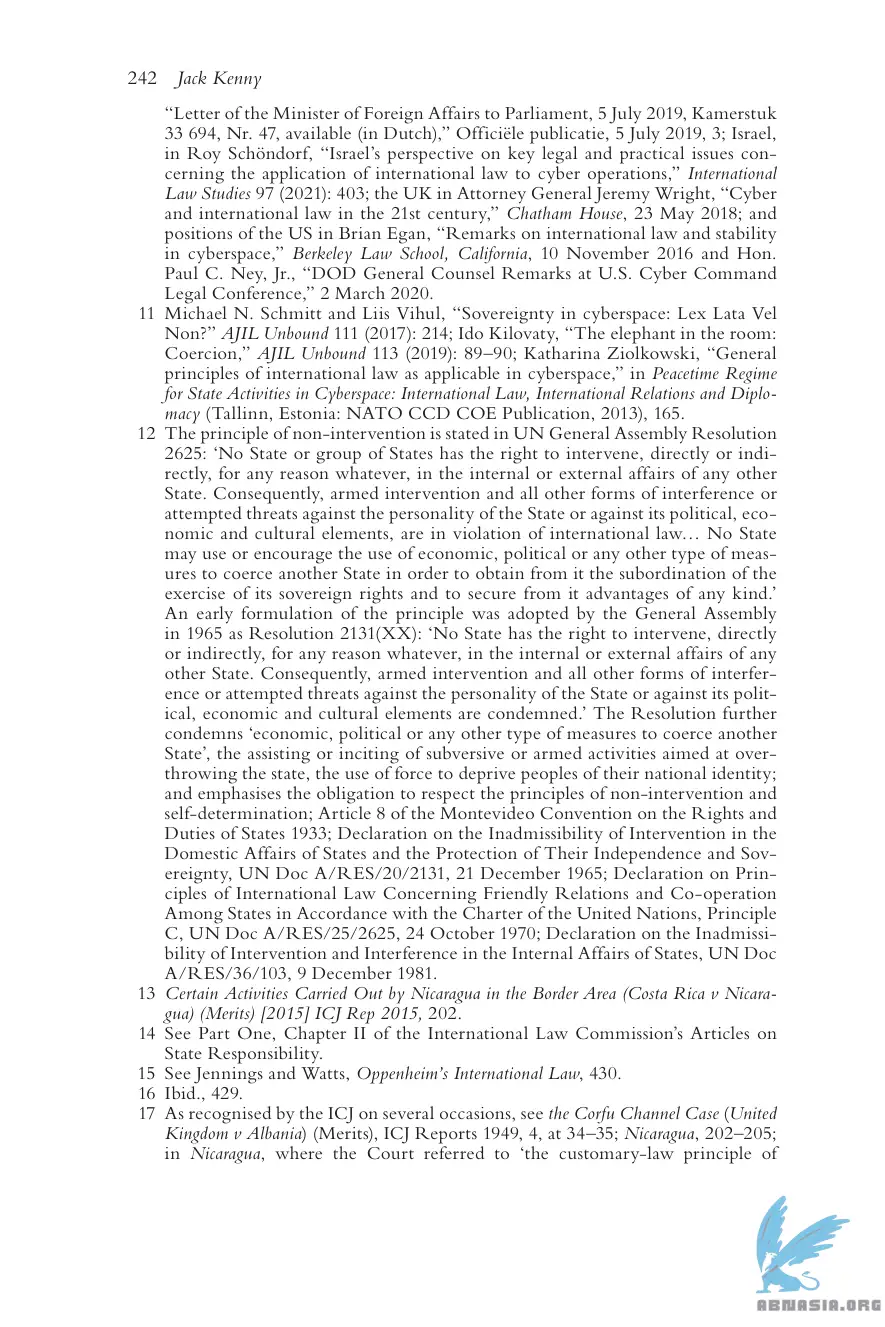 242 Jack Kenny
“Letter of the Minister of Foreign Affairs to Parliament, 5 July 2019, Kamerstuk
33 694, Nr. 47, available (in Dutch),” Officiële publicatie, 5 July 2019, 3; Israel,
in Roy Schöndorf, “Israel’s perspective on key legal and practical issues con-
cerning the application of international law to cyber operations,” International
Law Studies 97 (2021): 403; the UK in Attorney General Jeremy Wright, “Cyber
and international law in the 21st century,” Chatham House, 23 May 2018; and
positions of the US in Brian Egan, “Remarks on international law and stability
in cyberspace,” Berkeley Law School, California, 10 November 2016 and Hon.
Paul C. Ney, Jr., “DOD General Counsel Remarks at U.S. Cyber Command
Legal Conference,” 2 March 2020.
11 Michael N. Schmitt and Liis Vihul, “Sovereignty in cyberspace: Lex Lata Vel
Non?” AJIL Unbound 111 (2017): 214; Ido Kilovaty, “The elephant in the room:
Coercion,” AJIL Unbound 113 (2019): 89–90; Katharina Ziolkowski, “General
principles of international law as applicable in cyberspace,” in Peacetime Regime
for State Activities in Cyberspace: International Law, International Relations and Diplo-
macy (Tallinn, Estonia: NATO CCD COE Publication, 2013), 165.
12 The principle of non-intervention is stated in UN General Assembly Resolution
2625: ‘No State or group of States has the right to intervene, directly or indi-
rectly, for any reason whatever, in the internal or external affairs of any other
State. Consequently, armed intervention and all other forms of interference or
attempted threats against the personality of the State or against its political, eco-
nomic and cultural elements, are in violation of international law… No State
may use or encourage the use of economic, political or any other type of meas-
ures to coerce another State in order to obtain from it the subordination of the
exercise of its sovereign rights and to secure from it advantages of any kind.’
An early formulation of the principle was adopted by the General Assembly
in 1965 as Resolution 2131(XX): ‘No State has the right to intervene, directly
or indirectly, for any reason whatever, in the internal or external affairs of any
other State. Consequently, armed intervention and all other forms of interfer-
ence or attempted threats against the personality of the State or against its polit-
ical, economic and cultural elements are condemned.’ The Resolution further
condemns ‘economic, political or any other type of measures to coerce another
State’, the assisting or inciting of subversive or armed activities aimed at over-
throwing the state, the use of force to deprive peoples of their national identity;
and emphasises the obligation to respect the principles of non-intervention and
self-determination; Article 8 of the Montevideo Convention on the Rights and
Duties of States 1933; Declaration on the Inadmissibility of Intervention in the
Domestic Affairs of States and the Protection of Their Independence and Sov-
ereignty, UN Doc A/RES/20/2131, 21 December 1965; Declaration on Prin-
ciples of International Law Concerning Friendly Relations and Co-operation
Among States in Accordance with the Charter of the United Nations, Principle
C, UN Doc A/RES/25/2625, 24 October 1970; Declaration on the Inadmissi-
bility of Intervention and Interference in the Internal Affairs of States, UN Doc
A/RES/36/103, 9 December 1981.
13 Certain Activities Carried Out by Nicaragua in the Border Area (Costa Rica v Nicara-
gua) (Merits) [2015] ICJ Rep 2015, 202.
14 See Part One, Chapter II of the International Law Commission’s Articles on
State Responsibility.
15 See Jennings and Watts, Oppenheim’s International Law, 430.
16 Ibid., 429.
17 As recognised by the ICJ on several occasions, see the Corfu Channel Case (United
Kingdom v Albania) (Merits), ICJ Reports 1949, 4, at 34–35; Nicaragua, 202–205;
in Nicaragua, where the Court referred to ‘the customary-law principle of
ABNASIA.ORG